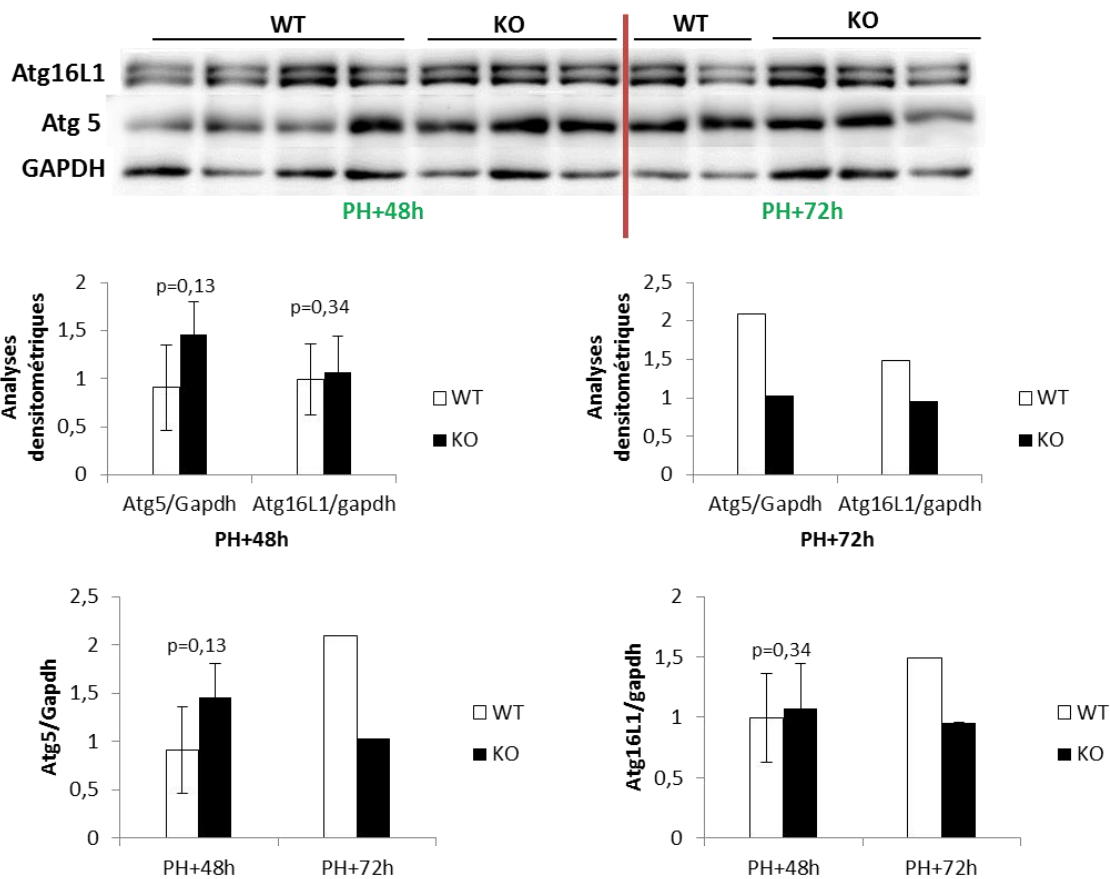 WT KO WT KO
Atg16L1
Atg 5
GAPDH
PH+48h PH+72h
Analyses densitométriques
2
1,5
1
0,5
0
p=0,13
p=0,34
WT
KO
Atg5/Gapdh Atg16L1/gapdh
PH+48h
Analyses densitométriques
2,5
2
1,5
1
0,5
0
WT
KO
Atg5/Gapdh Atg16L1/gapdh
PH+72h
Atg5/Gapdh
2,5
2
1,5
1
0,5
0
p=0,13
WT
KO
PH+48h PH+72h
Atg16L1/gapdh
2
1,5
1
0,5
0
p=0,34
WT
KO
PH+48h PH+72h